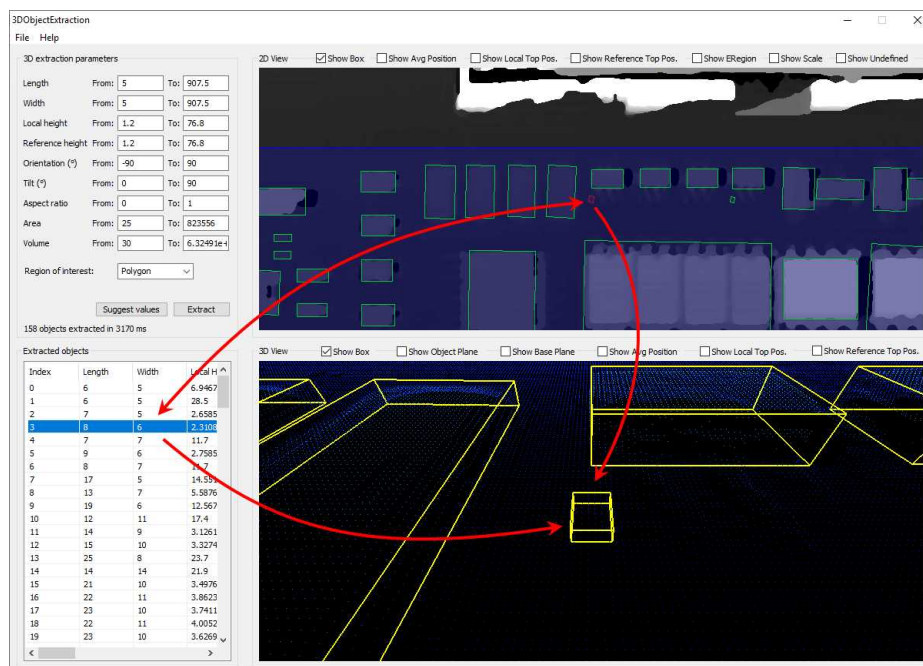 3DObjectExtraction
File Help
3D extraction parameters
Length From: 5 To: 907.5
Width From: 5 To: 907.5
Local height From: 1.2 To: 76.8
Reference height From: 1.2 To: 76.8
Orientation (°) From: -90 To: 90
Tilt (°) From: 0 To: 90
Aspect ratio From: 0 To: 1
Area From: 25 To: 823556
Volume From: 30 To: 6.32491e+
Region of interest: Polygon
Suggest values Extract
158 objects extracted in 3170 ms
2D View Show Box Show Avg Position Show Local Top Pos. Show Reference Top Pos. Show ERegion Show Scale Show Undefined
Extracted objects
Index Length Width Local H
0 6 5 6.9467
1 6 5 28.5
2 7 5 2.6585
3 8 6 2.3108
4 7 7 11.7
5 9 6 2.7585
6 8 7
7 17 5 14.551
8 13 7 5.5876
9 19 6 12.567
10 12 11 17.4
11 14 9 3.1261
12 15 10 3.3274
13 25 8 23.7
14 14 14 21.9
15 21 10 3.4976
16 22 11 3.8623
17 23 10 3.7411
18 22 11 4.0052
19 23 10 3.6269
3D View Show Box Show Object Plane Show Base Plane Show Avg Position Show Local Top Pos. Show Reference Top Pos.